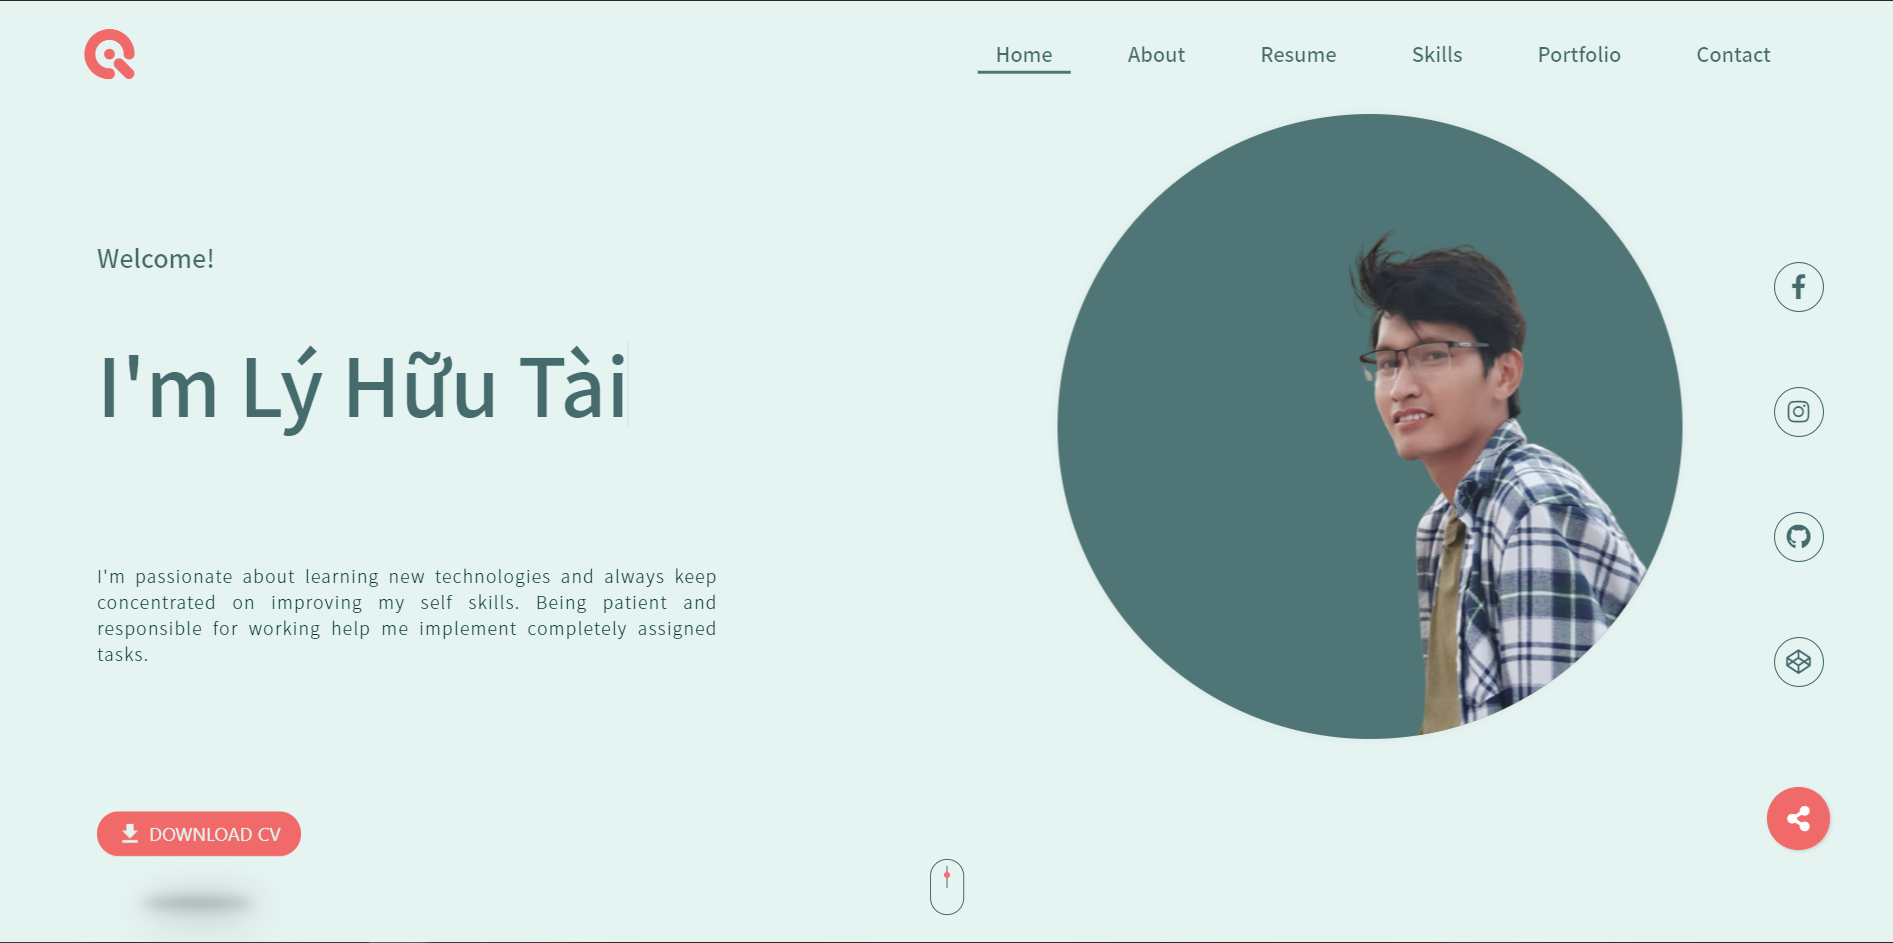 Home About Resume Skills Portfolio Contact
Welcome!
I'm Lý Hữu Tài
I'm passionate about learning new technologies and always keep
concentrated on improving my self skills. Being patient and
responsible for working help me implement completely assigned
tasks.
DOWNLOAD CV